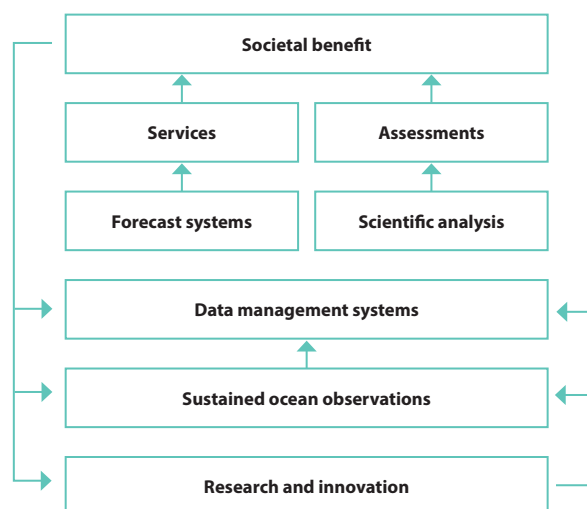 Societal benefit
Services
Assessments
Forecast systems
Scientific analysis
Data management systems
Sustained ocean observations
Research and innovation